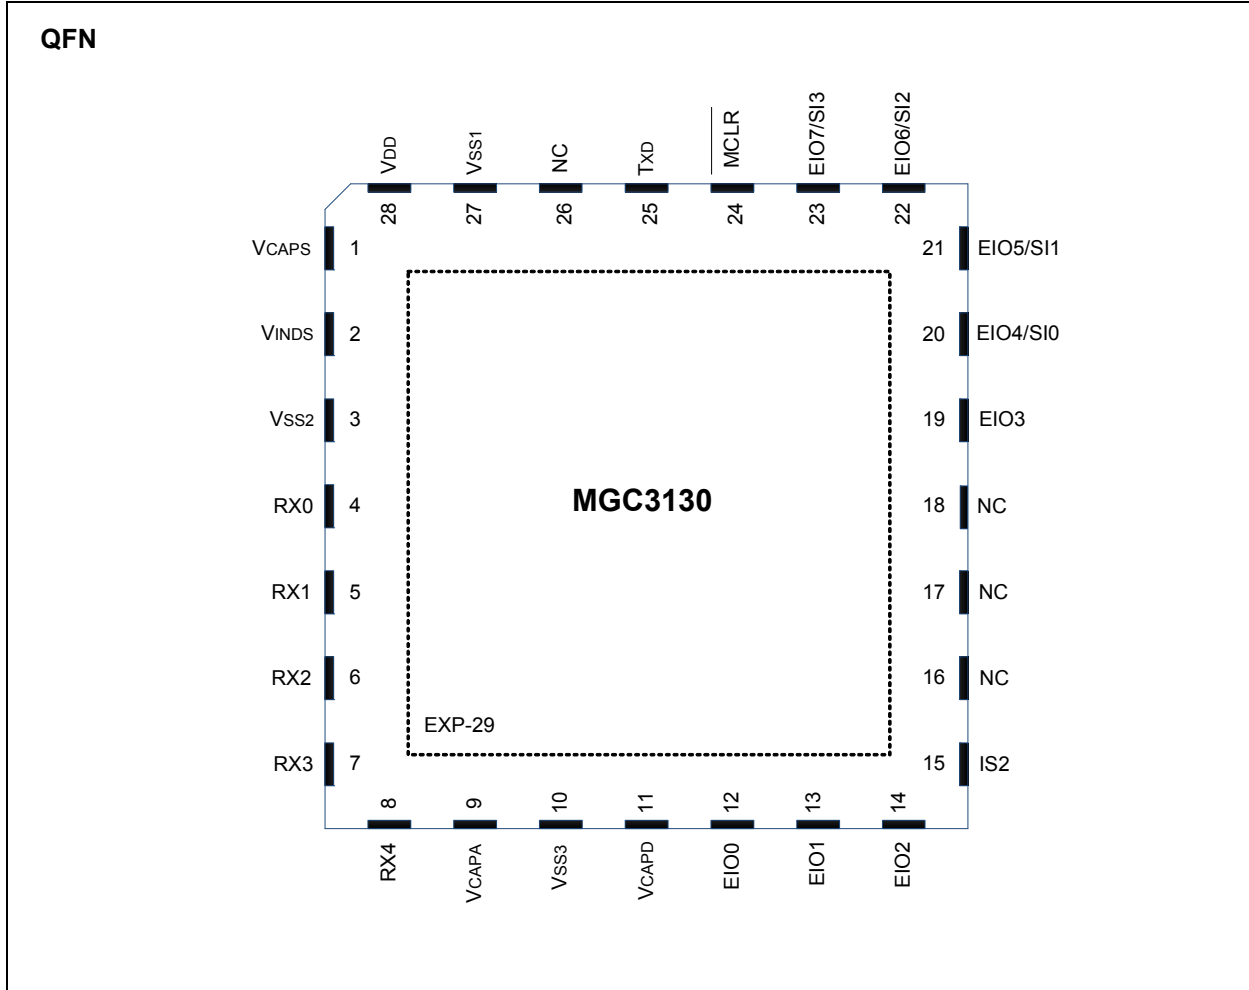 QFN
VDD
VSS1
NC
TXD
MCLR
EIO7/SI3
EIO6/SI2
28
27
26
25
24
23
22
VCAPS 1
21 EIO5/SI1
VINDS 2
20 EIO4/SI0
VSS2 3
19 EIO3
RX0 4
MGC3130
18 NC
RX1 5
17 NC
RX2 6
16 NC
EXP-29
RX3 7
15 IS2
8
9
10
11
12
13
14
RX4
VCAPA
VSS3
VCAPD
EIO0
EIO1
EIO2